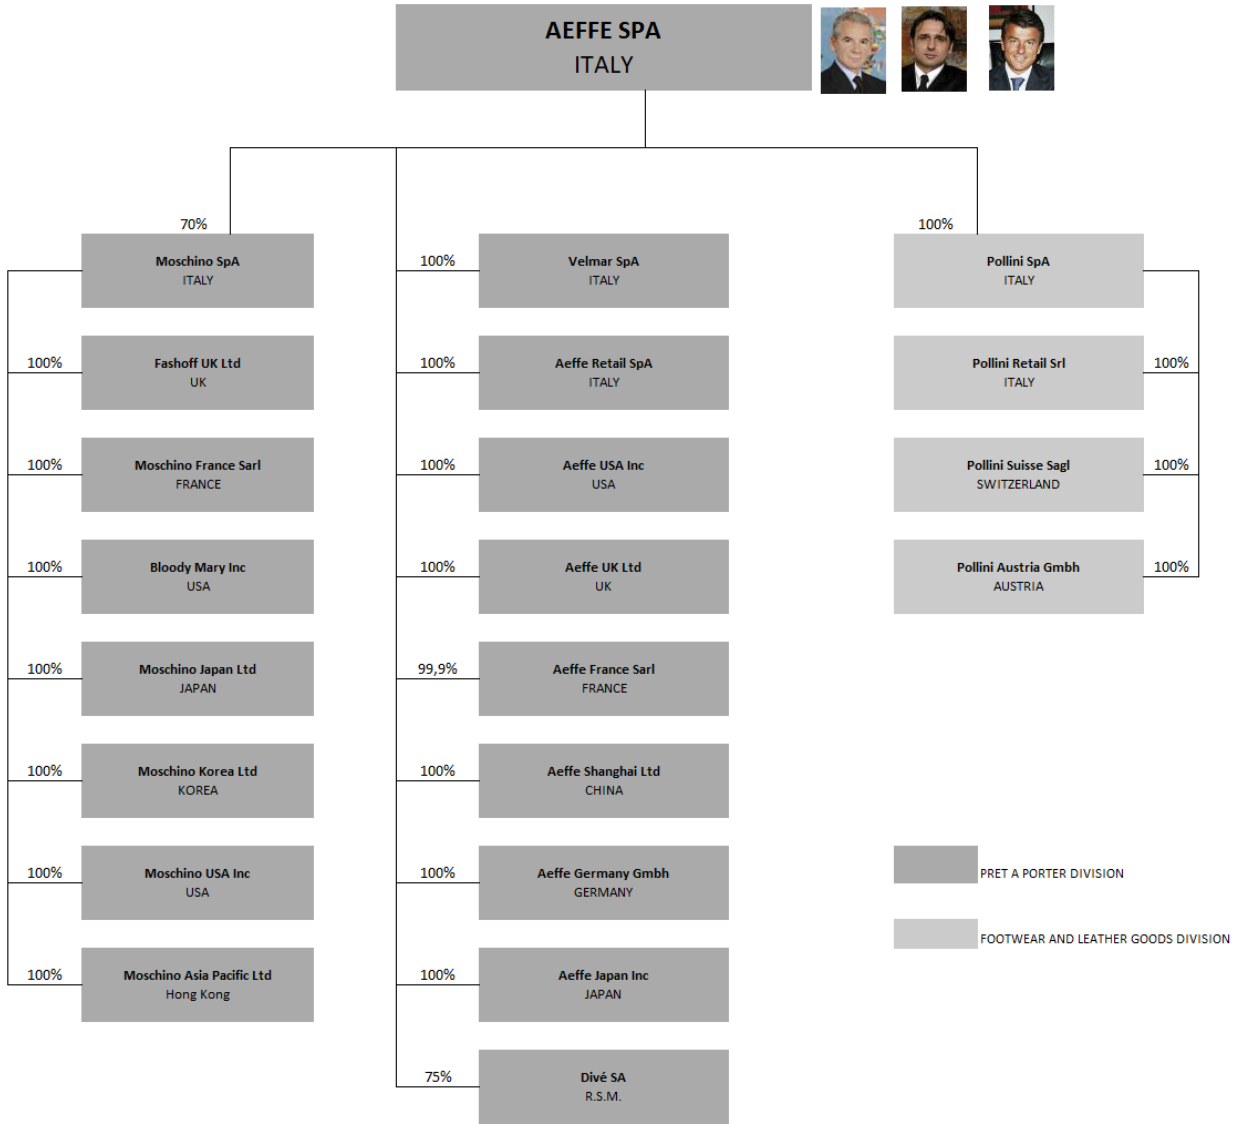 AEFFE SPA
ITALY
70%
Moschino SpA
ITALY
100%
Fashoff UK Ltd
UK
100%
Moschino France Sarl
FRANCE
100%
Bloody Mary Inc
USA
100%
Moschino Japan Ltd
JAPAN
100%
Moschino Korea Ltd
KOREA
100%
Moschino USA Inc
USA
100%
Moschino Asia Pacific Ltd
Hong Kong
100%
Velmar SpA
ITALY
100%
Aeffe Retail SpA
ITALY
100%
Aeffe USA Inc
USA
100%
Aeffe UK Ltd
UK
99,9%
Aeffe France Sarl
FRANCE
100%
Aeffe Shanghai Ltd
CHINA
100%
Aeffe Germany Gmbh
GERMANY
100%
Aeffe Japan Inc
JAPAN
75%
Divé SA
R.S.M.
100%
Pollini SpA
ITALY
Pollini Retail Srl
ITALY
100%
Pollini Suisse Sagl
SWITZERLAND
100%
Pollini Austria Gmbh
AUSTRIA
100%
PRET A PORTER DIVISION
FOOTWEAR AND LEATHER GOODS DIVISION